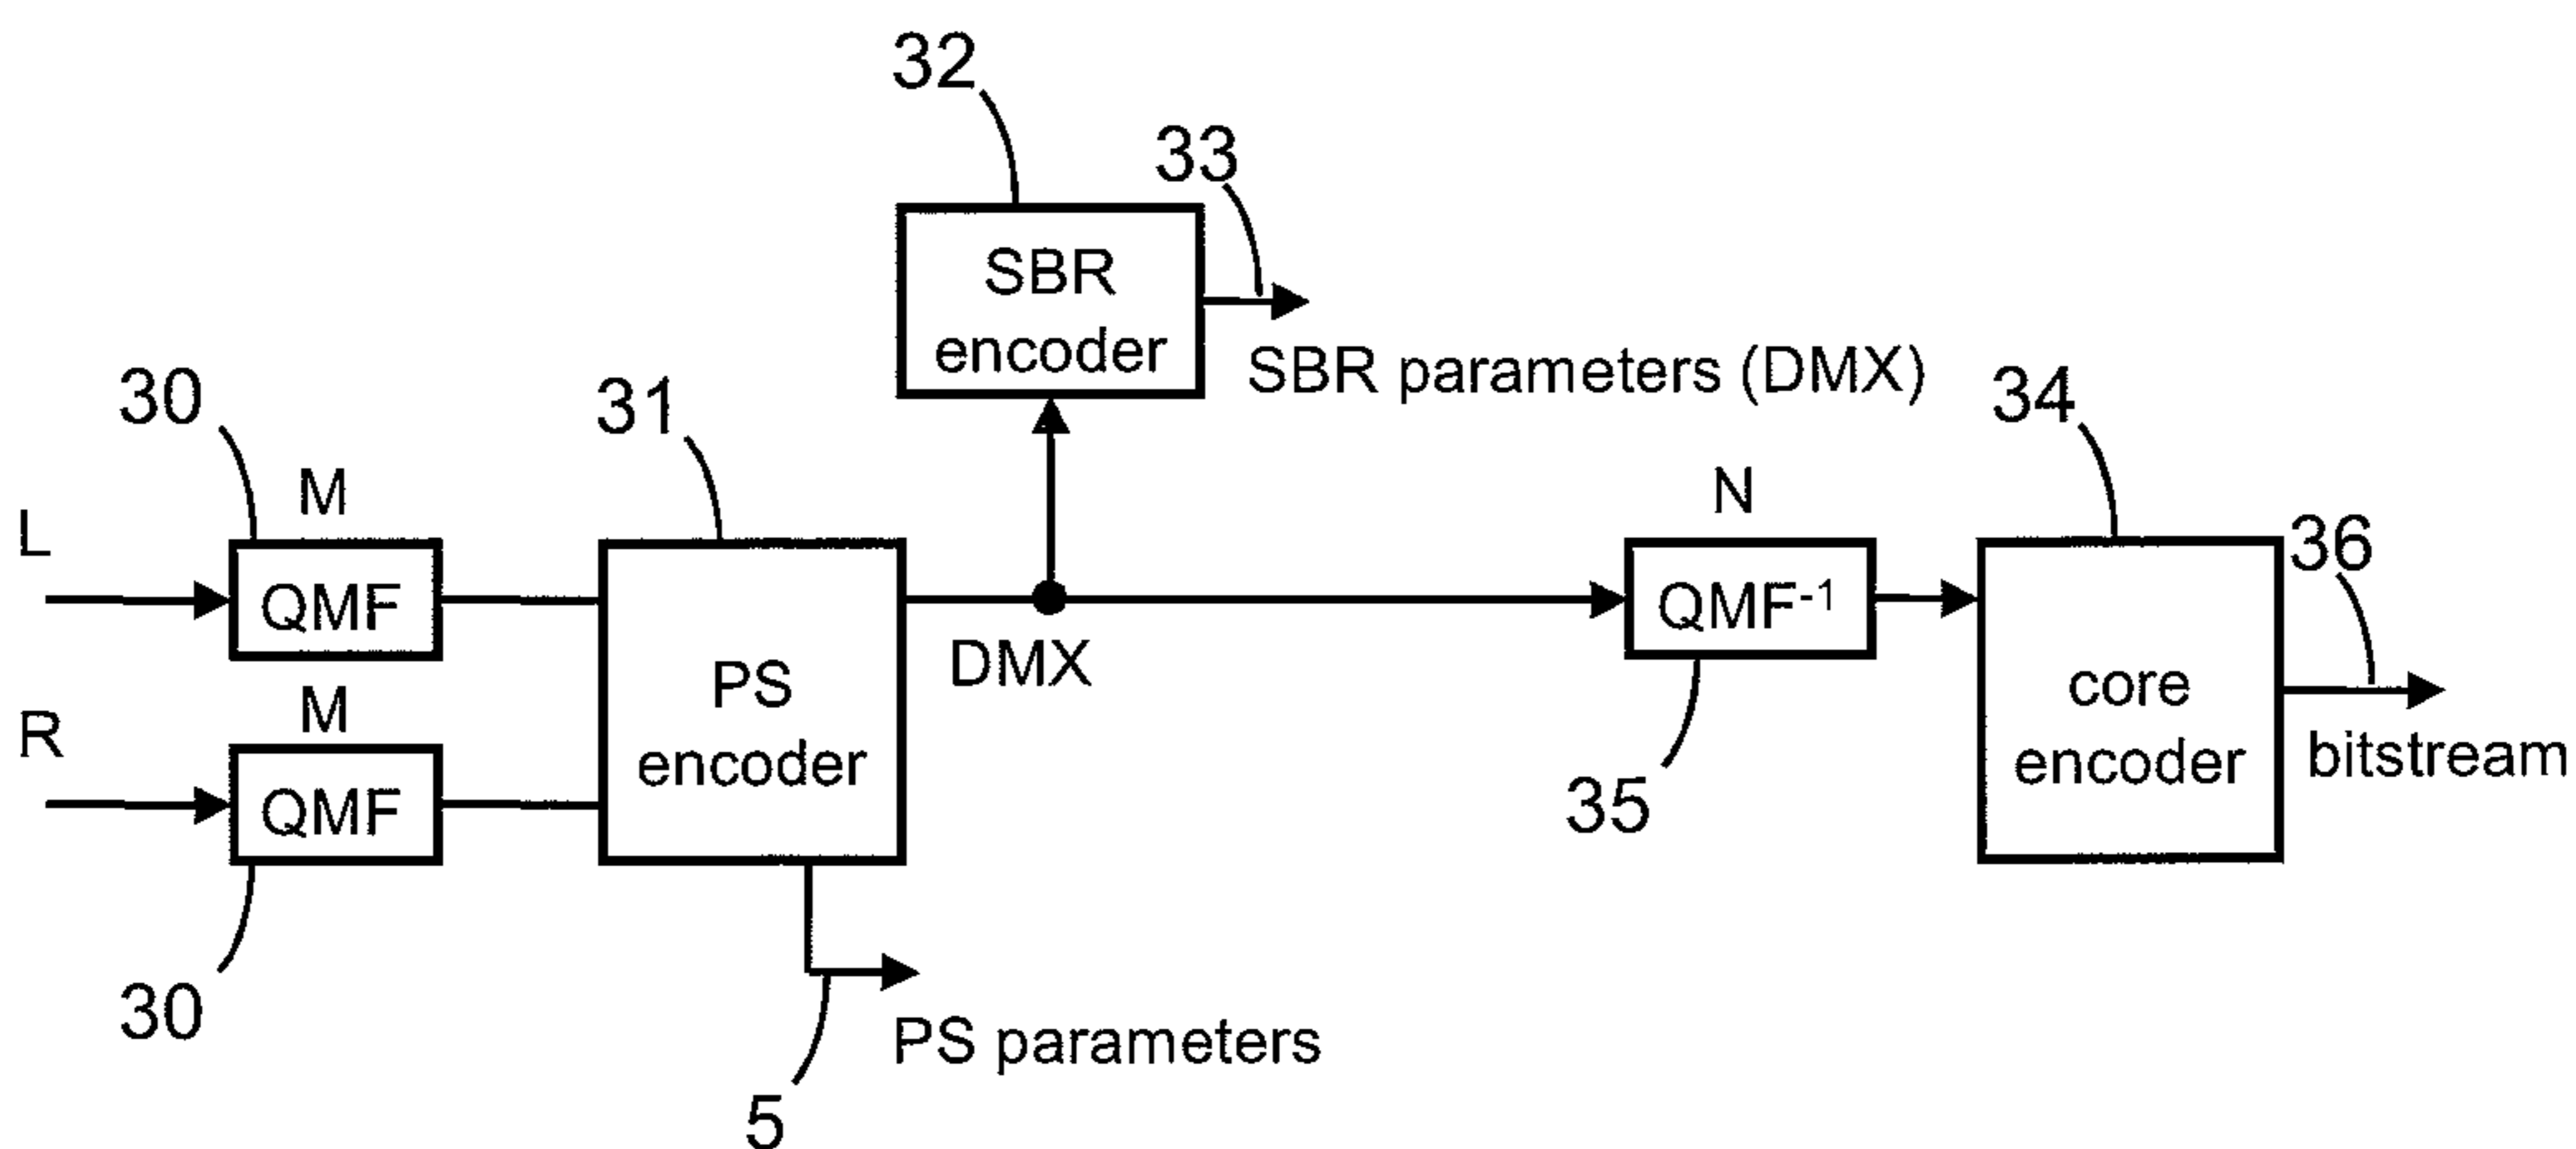 32
33
SBR
encoder
SBR parameters (DMX)
30
31
34
M
N
L
36
QMF
QMF⁻¹
DMX
PS
encoder
core
encoder
M
R
bitstream
QMF
35
30
PS parameters
5